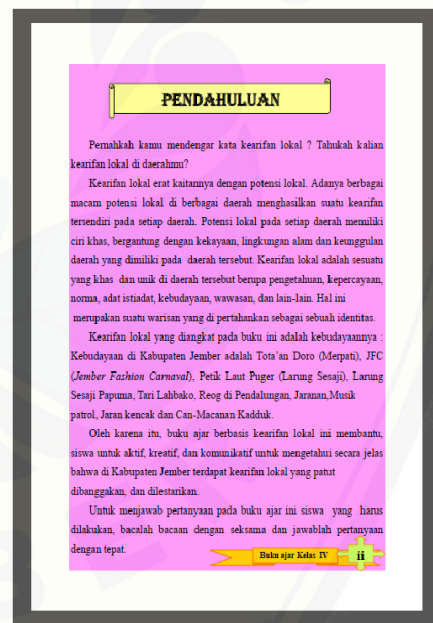 PENDAHULUAN
Pernahkah kamu mendengar kata kearifan lokal ? Tahukah kalian
kearifan lokal di daerahmu?
Kearifan lokal erat kaitannya dengan potensi lokal. Adanya berbagai
macam potensi lokal di berbagai daerah menghasilkan suatu kearifan
tersendiri pada setiap daerah. Potensi lokal pada setiap daerah memiliki
ciri khas, bergantung dengan kekayaan, lingkungan alam dan keunggulan
daerah yang dimiliki pada daerah tersebut. Kearifan lokal adalah sesuatu
yang khas dan unik di daerah tersebut berupa pengetahuan, kepercayaan,
norma, adat istiadat, kebudayaan, wawasan, dan lain-lain. Hal ini
merupakan suatu warisan yang di pertahankan sebagai sebuah identitas.
Kearifan lokal yang diangkat pada buku ini adalah kebudayaannya :
Kebudayaan di Kabupaten Jember adalah Tota'an Doro (Merpati), JFC
(Jember Fashion Carnaval), Petik Laut Puger (Larung Sesaji), Larung
Sesaji Papuma, Tari Lahbako, Reog di Pendalungan, Jaranan,Musik
patrol, Jaran kencak dan Can-Macanan Kadduk.
Oleh karena itu, buku ajar berbasis kearifan lokal ini membantu,
siswa untuk aktif, kreatif, dan komunikatif untuk mengetahui secara jelas
bahwa di Kabupaten Jember terdapat kearifan lokal yang patut
dibanggakan, dan dilestarikan.
Untuk menjawab pertanyaan pada buku ajar ini siswa yang harus
dilakukan, bacalah bacaan dengan seksama dan jawablah pertanyaan
dengan tepat.
Buku ajar Kelas IV ii